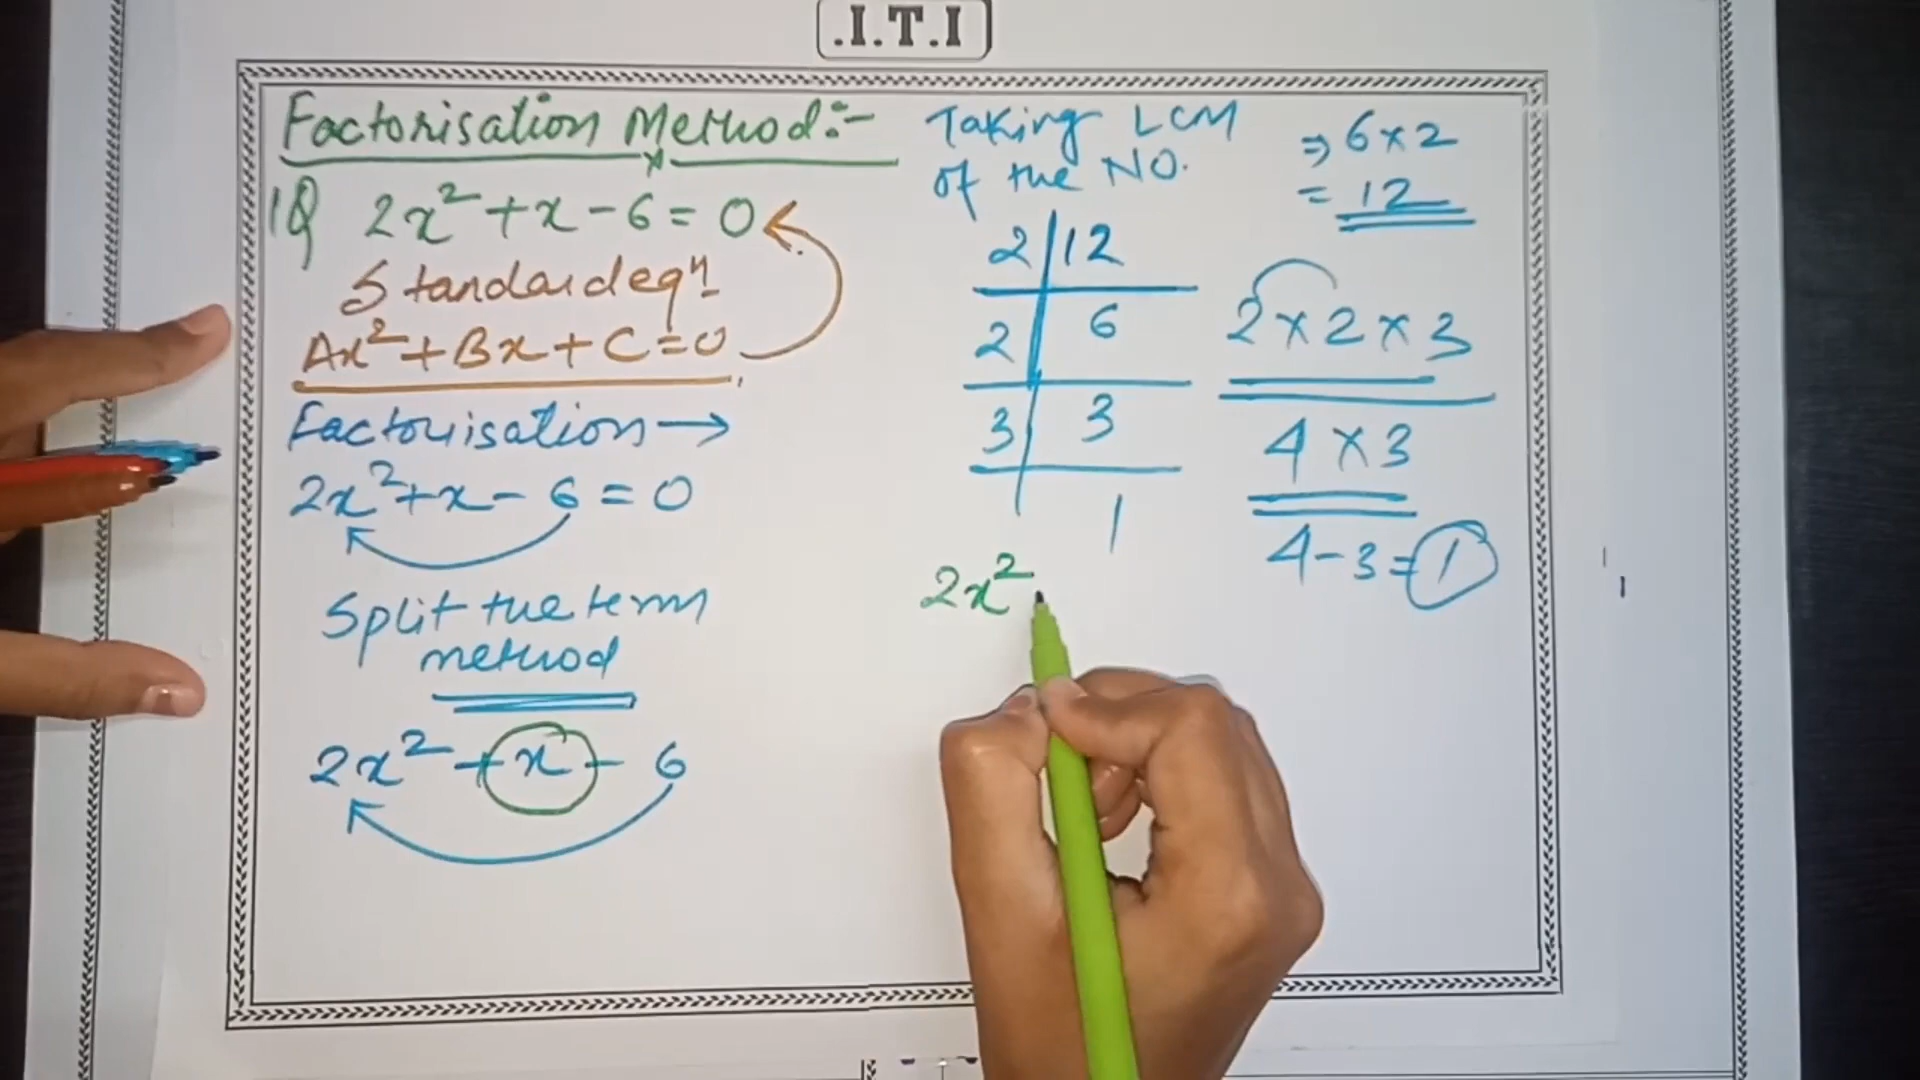 .I.T.I
Factorisation Method:-
1Q 2x² + x - 6 = 0
Standard eqn
Ax² + Bx + C = 0
Factorisation →
2x² + x - 6 = 0
Split the term
method
2x² + x - 6
Taking LCM
of the NO.
2 | 12
2 | 6
3 | 3
1
2x²
⇒ 6 × 2
= 12
2 × 2 × 3
4 × 3
4 - 3 = 1